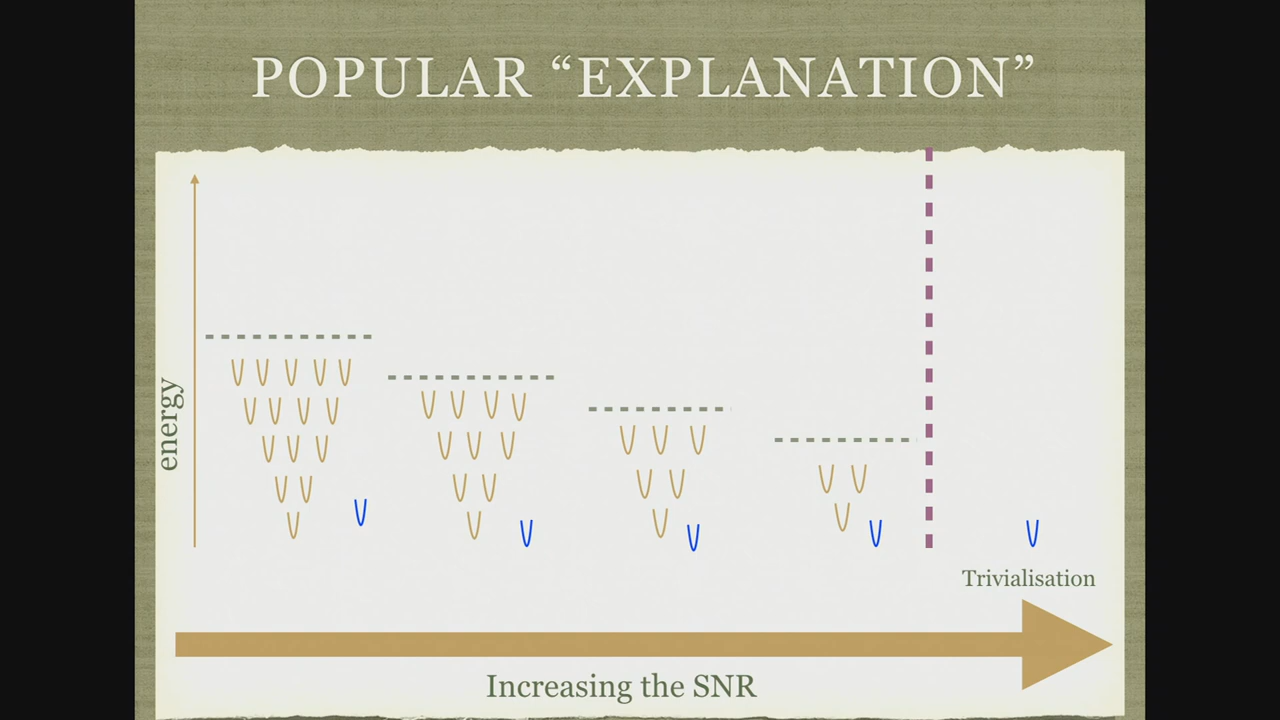 POPULAR “EXPLANATION”
energy
Trivialisation
Increasing the SNR